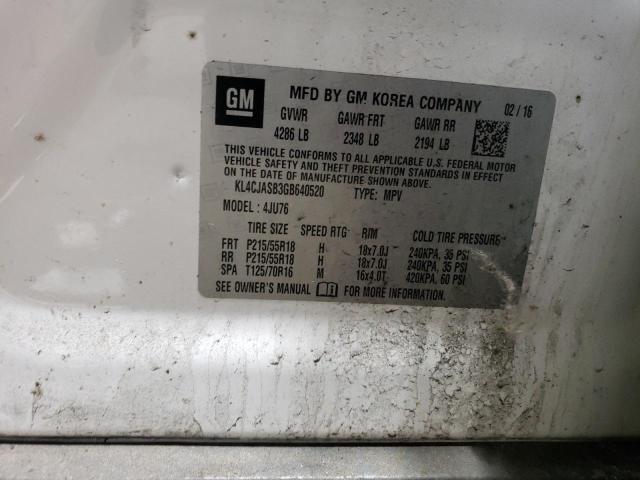 GM
MFD BY GM KOREA COMPANY 02/16
GVWR GAWR FRT GAWR RR
4286 LB 2348 LB 2194 LB
THIS VEHICLE CONFORMS TO ALL APPLICABLE U.S. FEDERAL MOTOR
VEHICLE SAFETY AND THEFT PREVENTION STANDARDS IN EFFECT
ON THE DATE OF MANUFACTURE SHOWN ABOVE.
KL4CJASB3GB640520 TYPE: MPV
MODEL: 4JU76
TIRE SIZE SPEED RTG RIM COLD TIRE PRESSURE
FRT P215/55R18 H 18x7.0J 240KPA, 35 PSI
RR P215/55R18 H 18x7.0J 240KPA, 35 PSI
SPA T125/70R16 M 16x4.0T 420KPA, 60 PSI
SEE OWNER'S MANUAL FOR MORE INFORMATION.